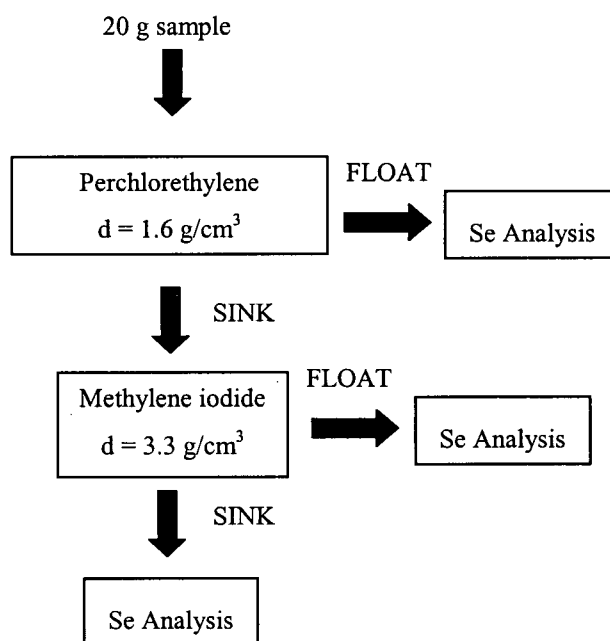 20 g sample
Perchlorethylene
d = 1.6 g/cm³
FLOAT
Se Analysis
SINK
Methylene iodide
d = 3.3 g/cm³
FLOAT
Se Analysis
SINK
Se Analysis